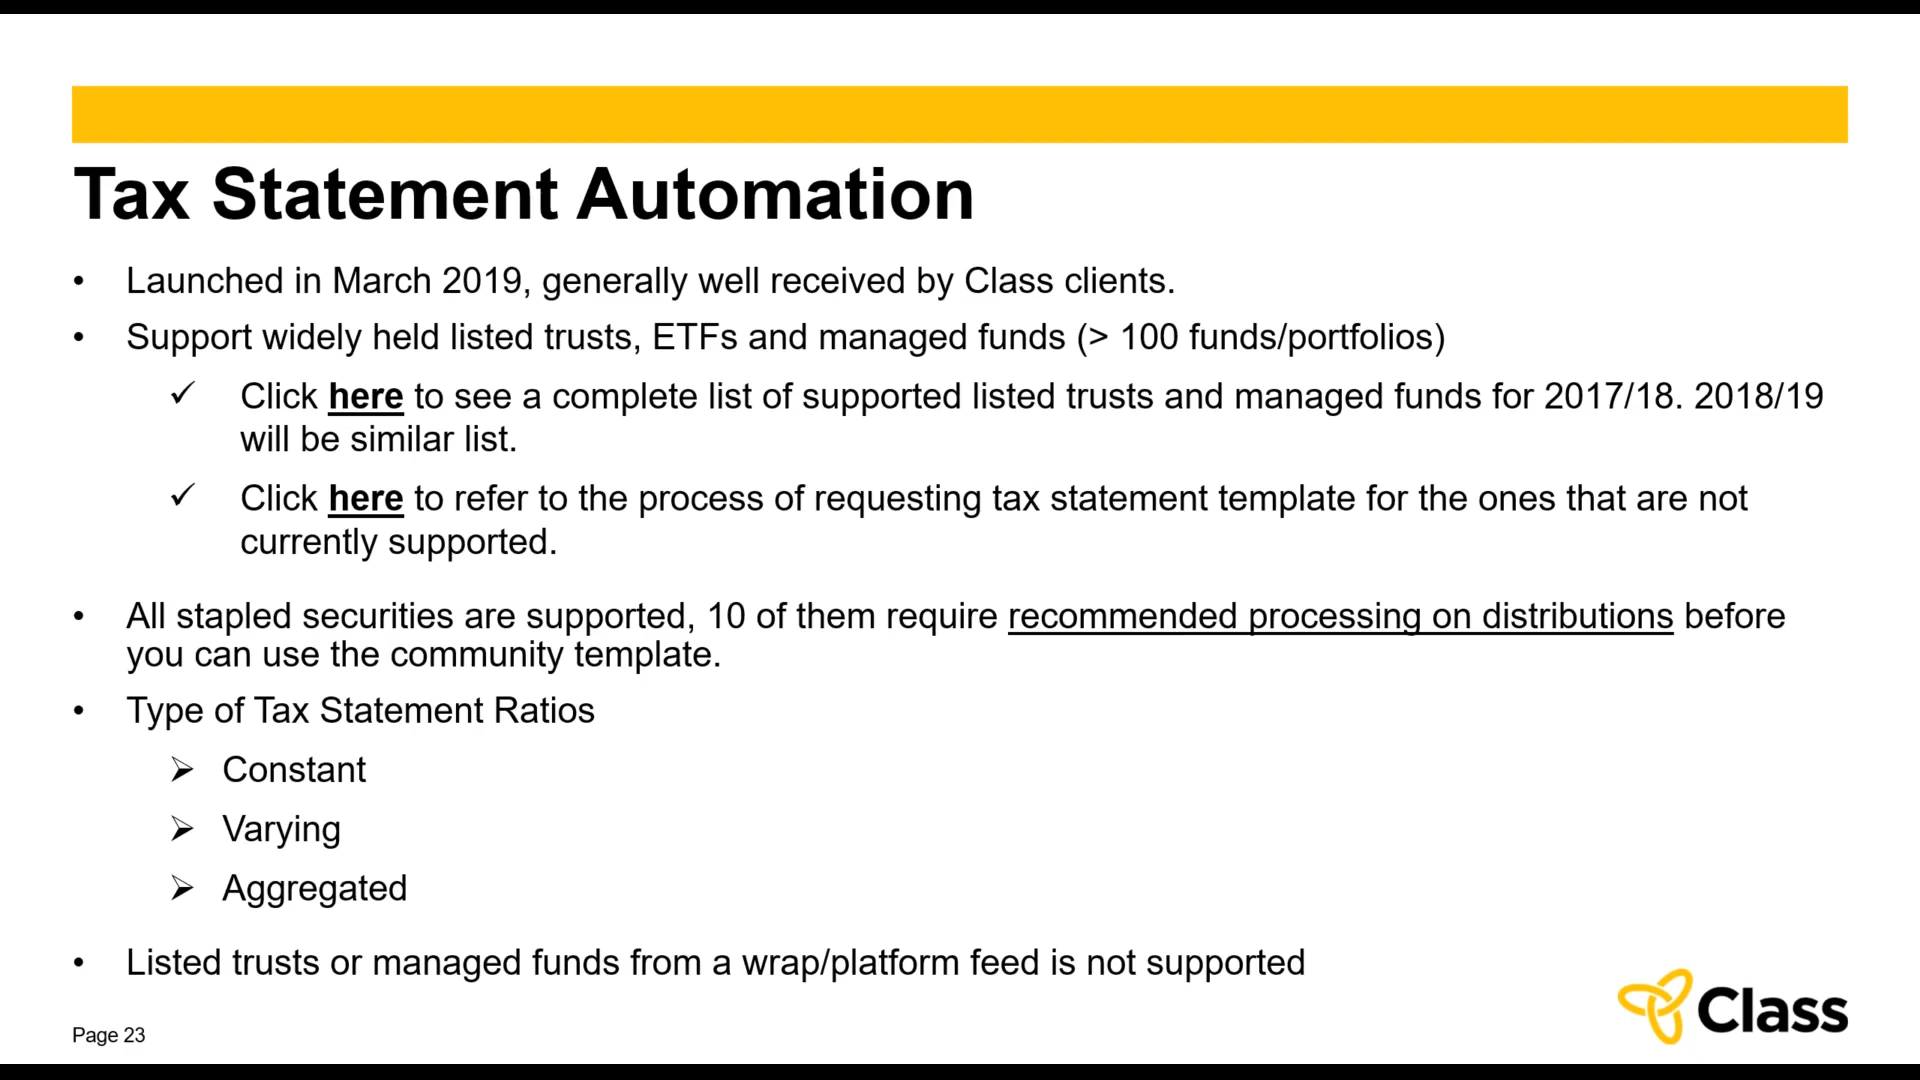 Tax Statement Automation
• Launched in March 2019, generally well received by Class clients.
• Support widely held listed trusts, ETFs and managed funds (> 100 funds/portfolios)
✓ Click here to see a complete list of supported listed trusts and managed funds for 2017/18. 2018/19
will be similar list.
✓ Click here to refer to the process of requesting tax statement template for the ones that are not
currently supported.
• All stapled securities are supported, 10 of them require recommended processing on distributions before
you can use the community template.
• Type of Tax Statement Ratios
➢ Constant
➢ Varying
➢ Aggregated
• Listed trusts or managed funds from a wrap/platform feed is not supported
Class
Page 23